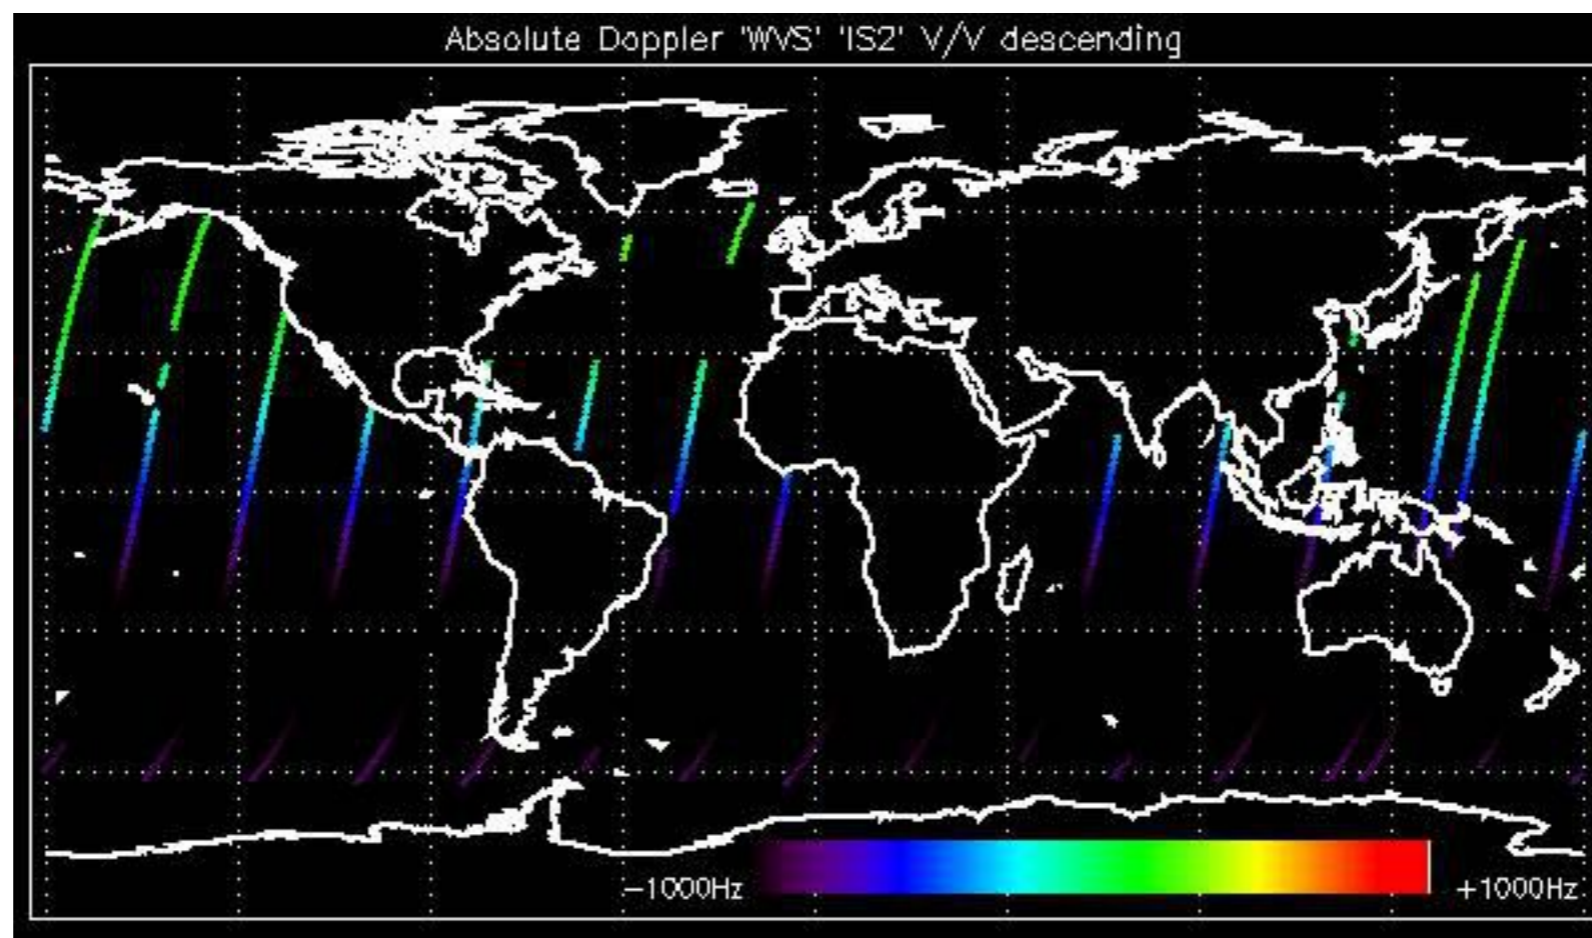 Absolute Doppler 'WVS' 'IS2' V/V descending
−1000Hz +1000Hz